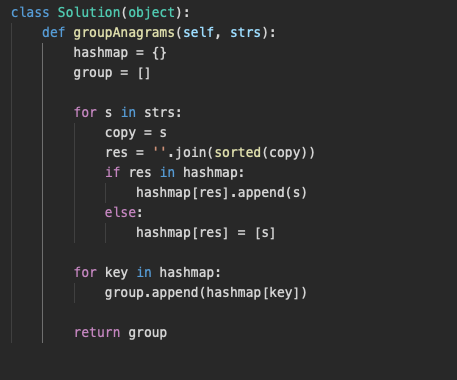 class Solution(object):
    def groupAnagrams(self, strs):
        hashmap = {}
        group = []

        for s in strs:
            copy = s
            res = ''.join(sorted(copy))
            if res in hashmap:
                hashmap[res].append(s)
            else:
                hashmap[res] = [s]

        for key in hashmap:
            group.append(hashmap[key])

        return group